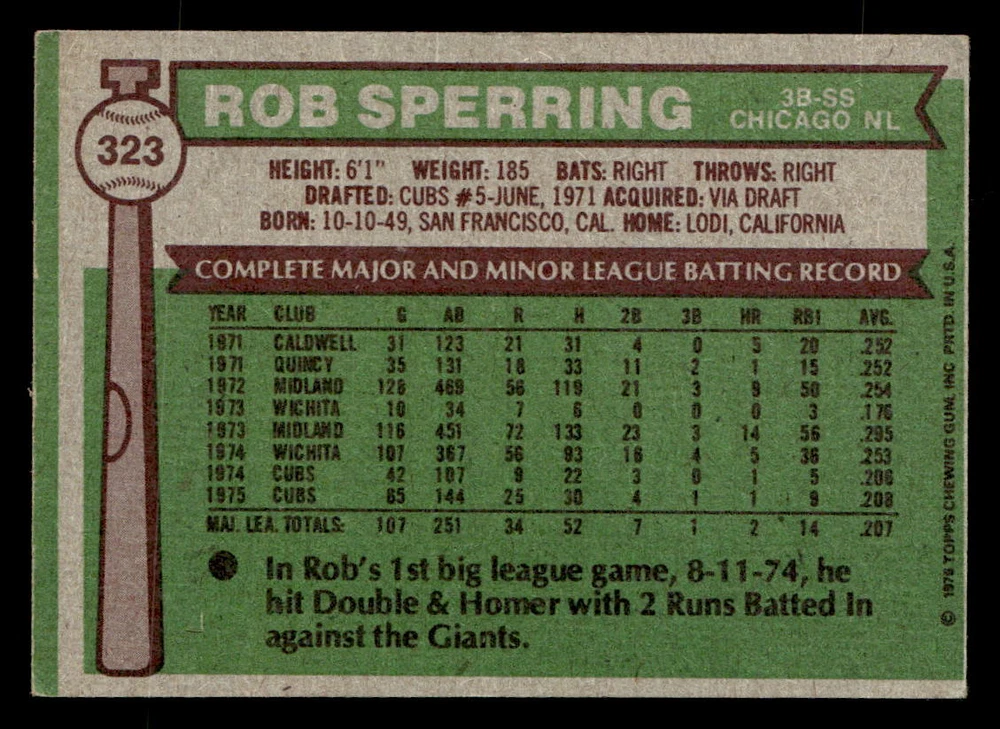 323
ROB SPERRING
3B-SS
CHICAGO NL
HEIGHT: 6'1" WEIGHT: 185 BATS: RIGHT THROWS: RIGHT
DRAFTED: CUBS #5-JUNE, 1971 ACQUIRED: VIA DRAFT
BORN: 10-10-49, SAN FRANCISCO, CAL. HOME: LODI, CALIFORNIA
COMPLETE MAJOR AND MINOR LEAGUE BATTING RECORD
YEAR CLUB G AB R H 2B 3B HR RBI AVG.
1971 CALDWELL 31 123 21 31 4 0 5 20 .252
1971 QUINCY 35 131 18 33 11 2 1 15 .252
1972 MIDLAND 128 469 56 119 21 3 9 50 .254
1973 WICHITA 10 34 7 6 0 0 0 3 .176
1973 MIDLAND 116 451 72 133 23 3 14 56 .295
1974 WICHITA 107 367 56 93 16 4 5 36 .253
1974 CUBS 42 107 9 22 3 0 1 5 .206
1975 CUBS 65 144 25 30 4 1 1 9 .208
MAJ. LEA. TOTALS: 107 251 34 52 7 1 2 14 .207
In Rob's 1st big league game, 8-11-74, he
hit Double & Homer with 2 Runs Batted In
against the Giants.
© 1976 TOPPS CHEWING GUM, INC PRTD. IN U.S.A.